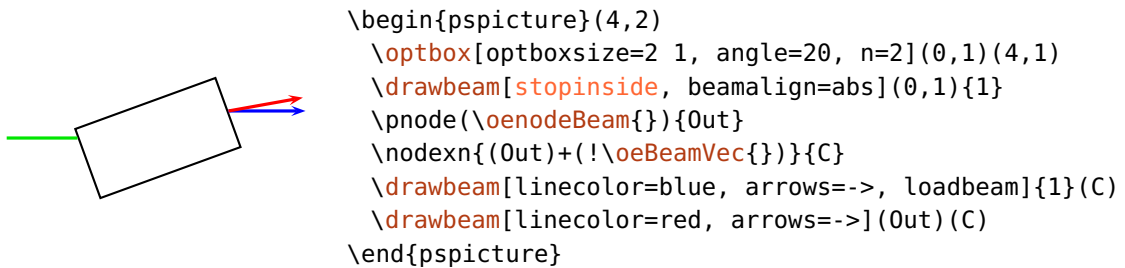 \begin{pspicture}(4,2)
  \optbox[optboxsize=2 1, angle=20, n=2](0,1)(4,1)
  \drawbeam[stopinside, beamalign=abs](0,1){1}
  \pnode(\oenodeBeam{}){Out}
  \nodexn{(Out)+(!\oeBeamVec{})}{C}
  \drawbeam[linecolor=blue, arrows=->, loadbeam]{1}(C)
  \drawbeam[linecolor=red, arrows=->](Out)(C)
\end{pspicture}